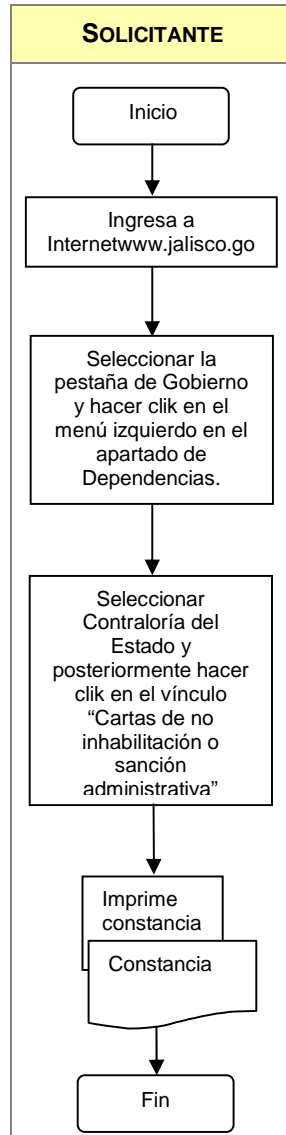 SOLICITANTE
Inicio
Ingresa a
Internetwww.jalisco.go
Seleccionar la
pestaña de Gobierno
y hacer clik en el
menú izquierdo en el
apartado de
Dependencias.
Seleccionar
Contraloría del
Estado y
posteriormente hacer
clik en el vínculo
“Cartas de no
inhabilitación o
sanción
administrativa”
Imprime
constancia
Constancia
Fin